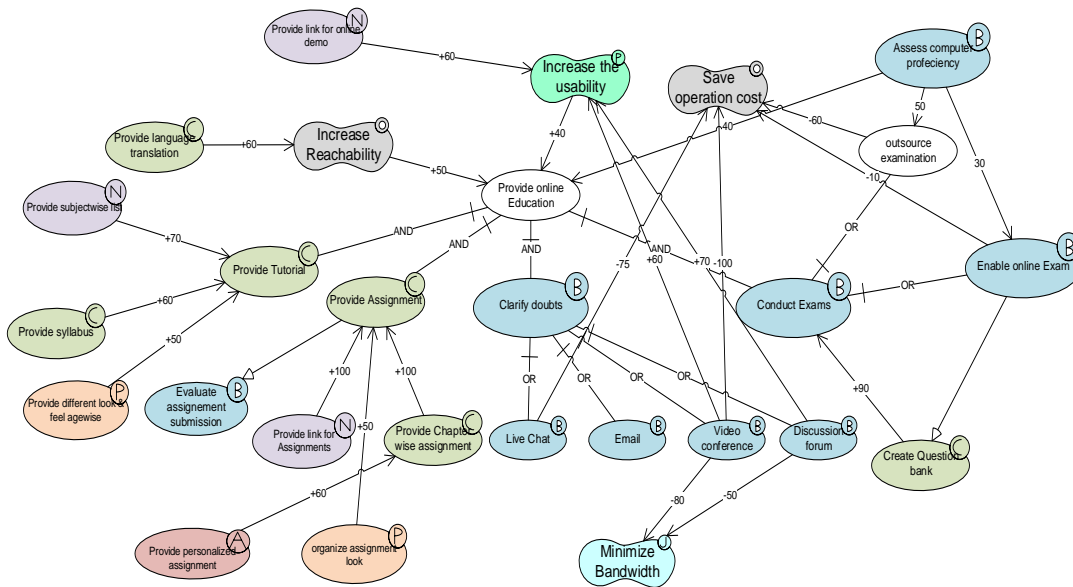 Provide link for online
demo
N
+60
Increase the
usability
P
Save
operation cost
O
Assess computer
profeciency
B
50
-60
outsource
examination
Provide language
translation
C
+60
Increase
Reachability
O
+50
+40
-40
30
-10
Provide online
Education
Provide subjectwise list
N
+70
AND
AND
AND
AND
OR
Provide Tutorial
C
+60
Provide syllabus
C
+50
Provide different look &
feel agewise
P
Provide Assignment
C
Clarify doubts
B
-75
+60
-100
+70
Conduct Exams
B
OR
Enable online Exam
B
Evaluate
assignement
submission
B
+100
+50
+100
Provide link for
Assignments
N
Provide Chapter
wise assignment
C
OR
OR
OR
OR
Live Chat
B
Email
B
Video
conference
B
Discussion
forum
B
+90
Create Question
bank
C
+60
-80
-50
Provide personalized
assignment
A
organize assignment
look
P
Minimize
Bandwidth
U